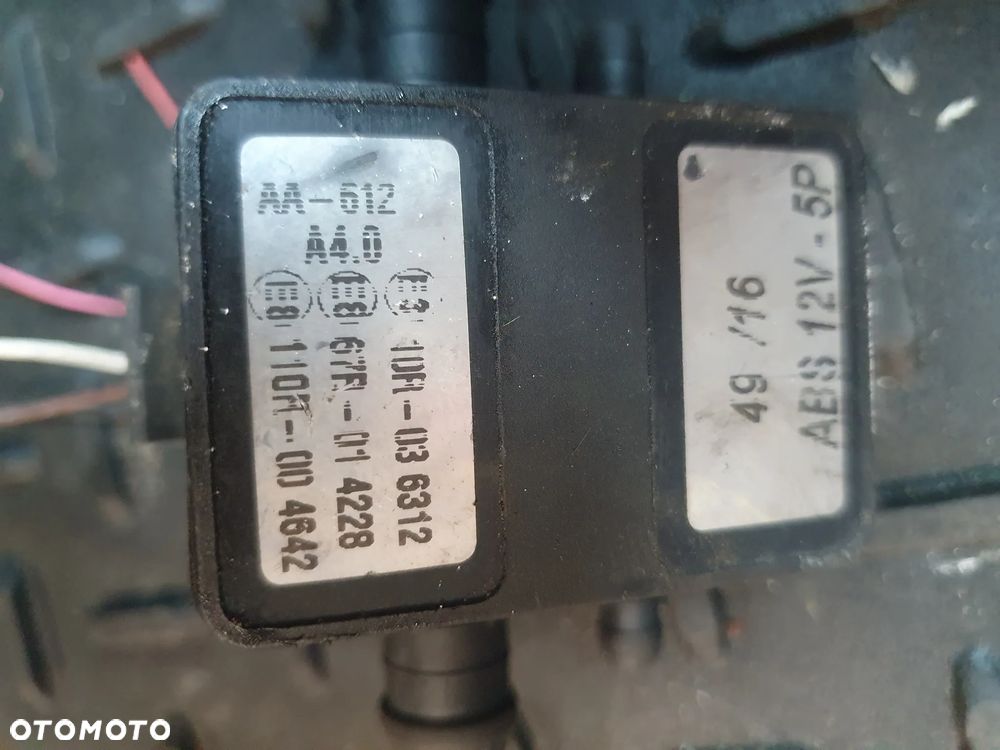 AA-612
A4.0
E3 10R-03 6312
E8 67R-01 4228
E8 110R-00 4642
49 /16
AEBS 12V - 5P
OTOMOTO